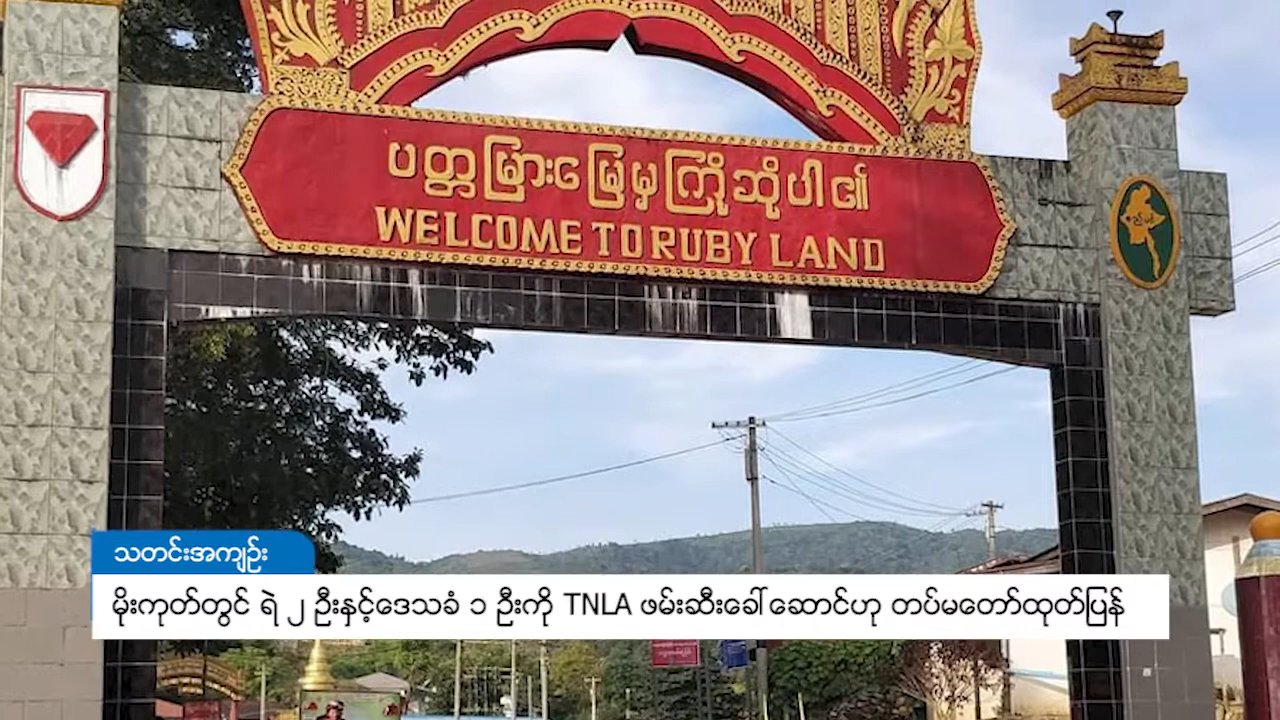 ပတ္တမြားမြေမှကြိုဆိုပါ၏
WELCOME TO RUBY LAND
သတင်းအကျဉ်း
မိုးကုတ်တွင် ရဲ ၂ ဦးနှင့်ဒေသခံ ၁ ဦးကို TNLA ဖမ်းဆီးခေါ်ဆောင်ဟု တပ်မတော်ထုတ်ပြန်